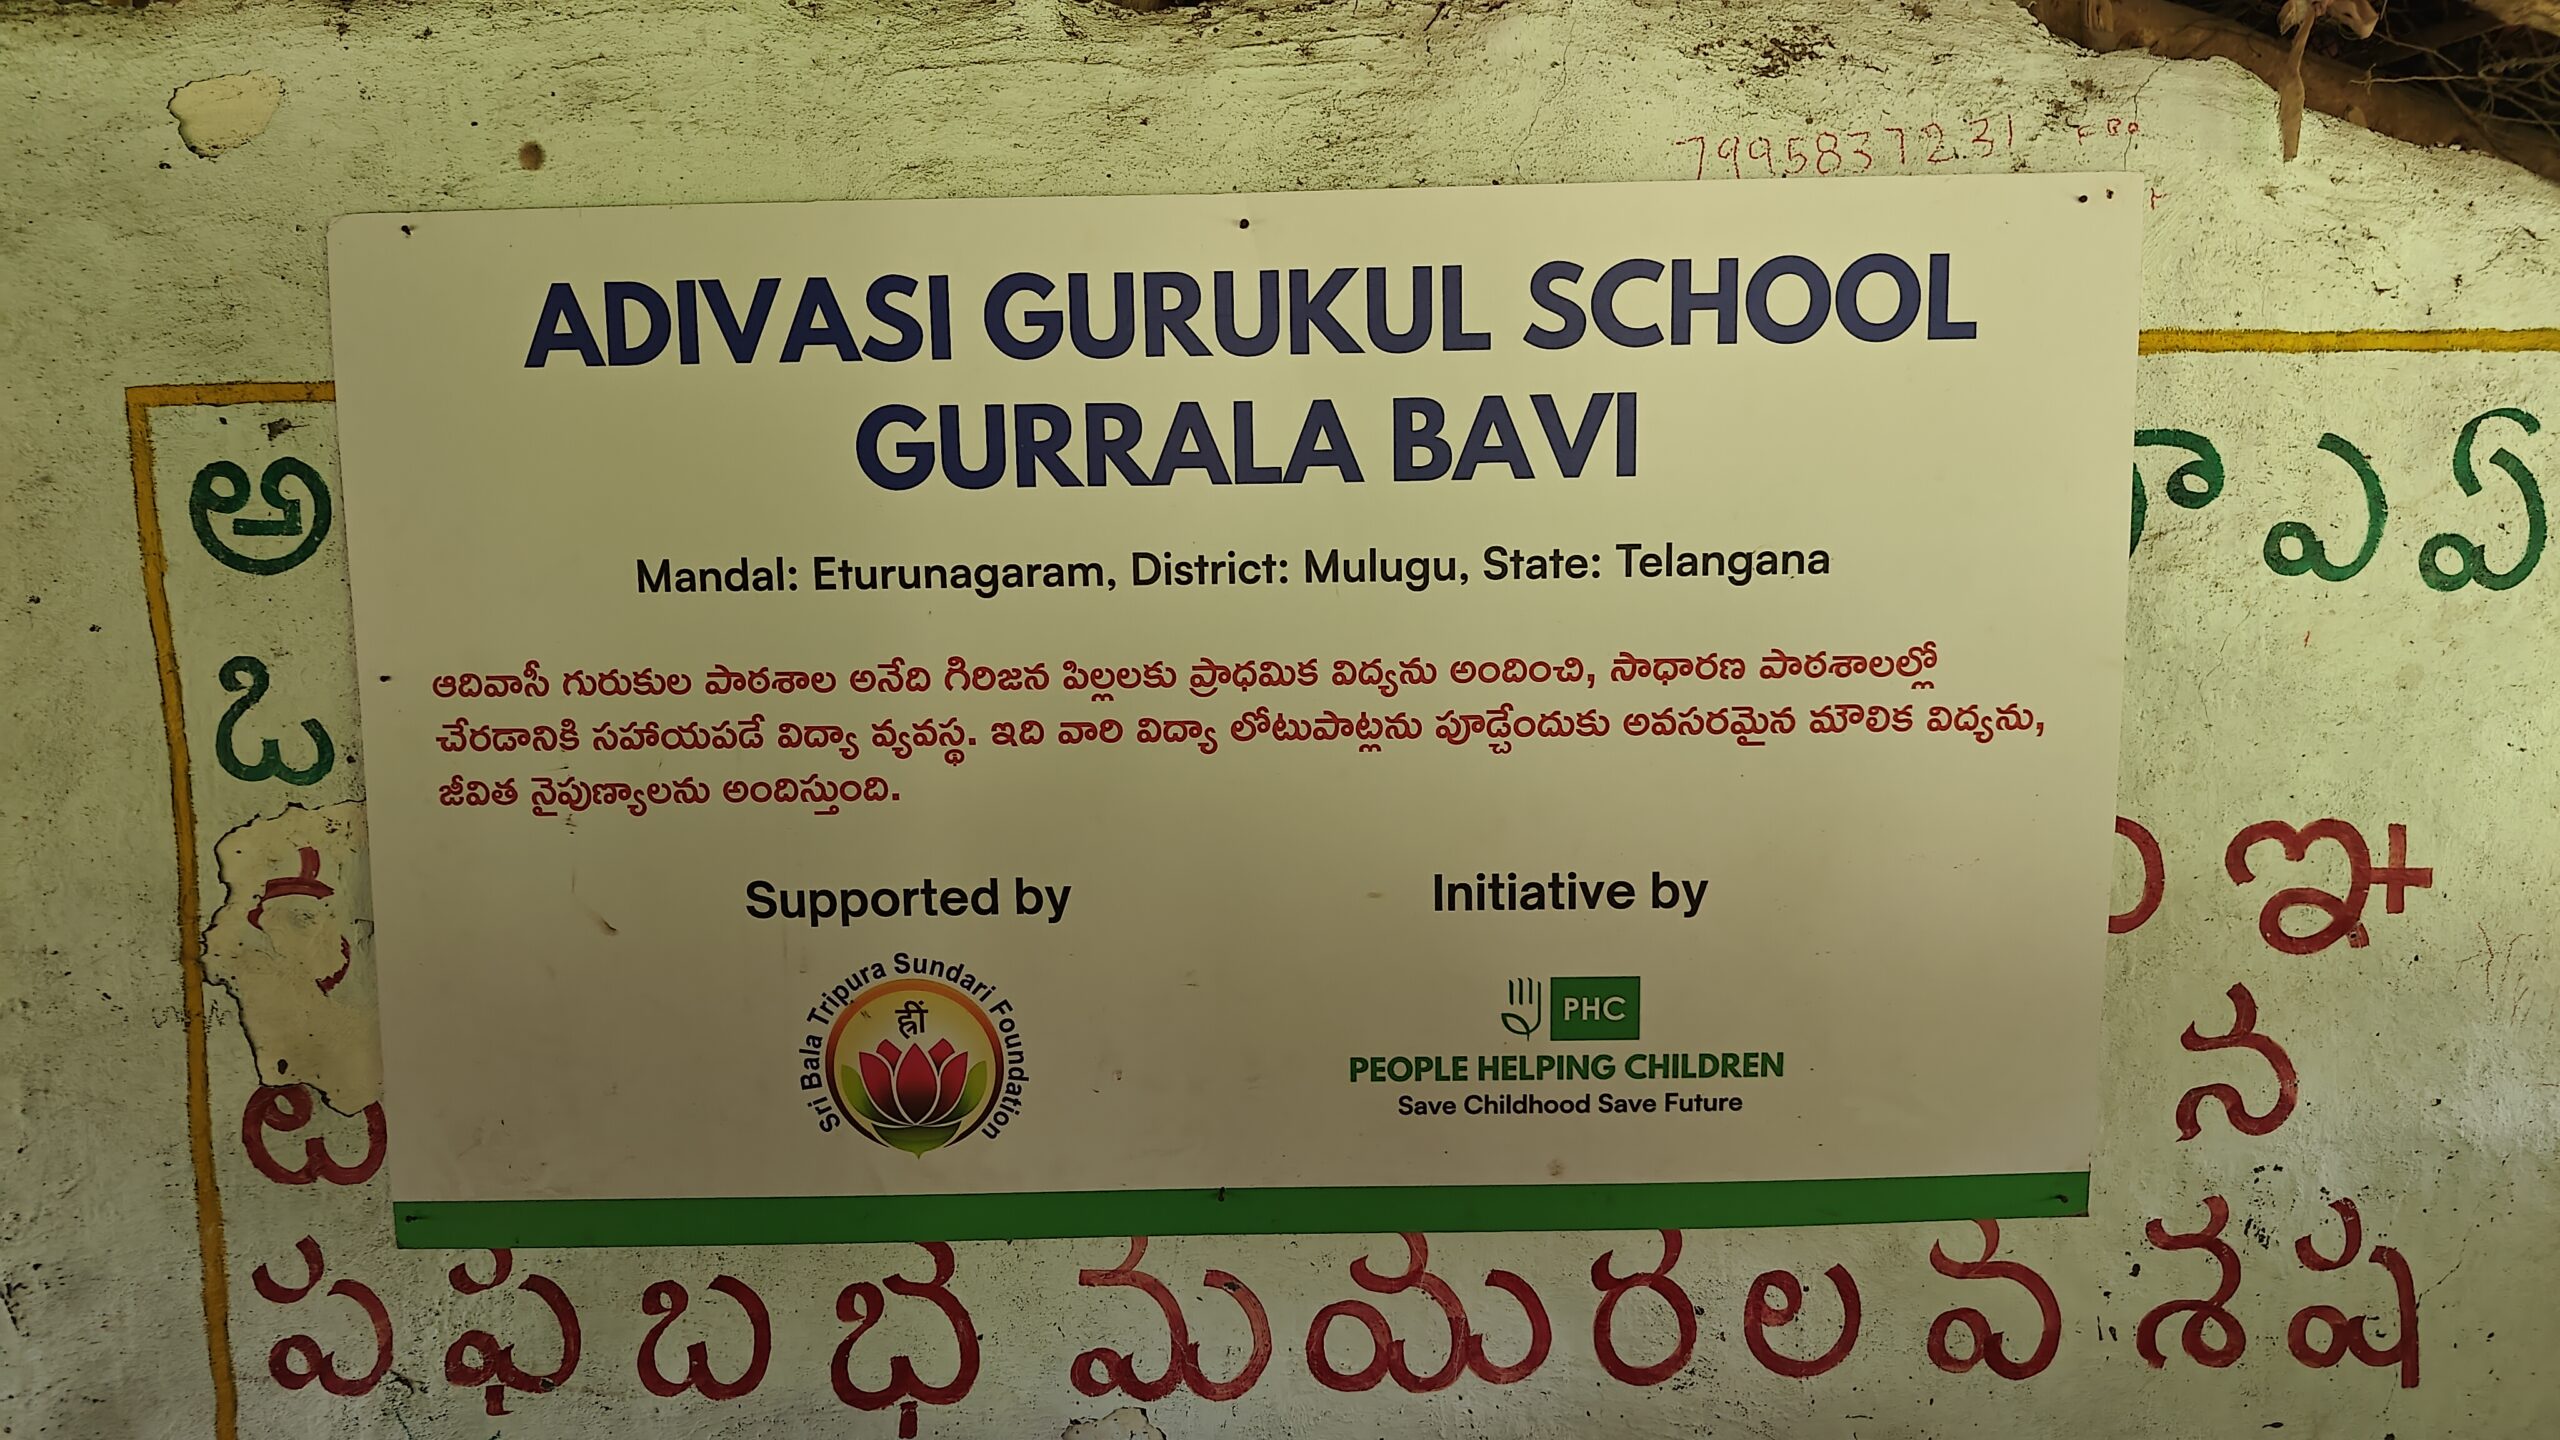 7995837231
ADIVASI GURUKUL SCHOOL
GURRALA BAVI
Mandal: Eturunagaram, District: Mulugu, State: Telangana
ఆదివాసీ గురుకుల పాఠశాల అనేది గిరిజన పిల్లలకు ప్రాధమిక విద్యను అందించి, సాధారణ పాఠశాలల్లో
చేరడానికి సహాయపడే విద్యా వ్యవస్థ. ఇది వారి విద్యా లోటుపాట్లను పూడ్చేందుకు అవసరమైన మౌలిక విద్యను,
జీవిత నైపుణ్యాలను అందిస్తుంది.
Supported by
Initiative by
Sri Bala Tripura Sundari Foundation
ह्रीं
PHC
PEOPLE HELPING CHILDREN
Save Childhood Save Future
అ ఎ ఏ
ఒ
ఞ
ట న
ప ఫ బ భ మ య ర ల వ శ ష